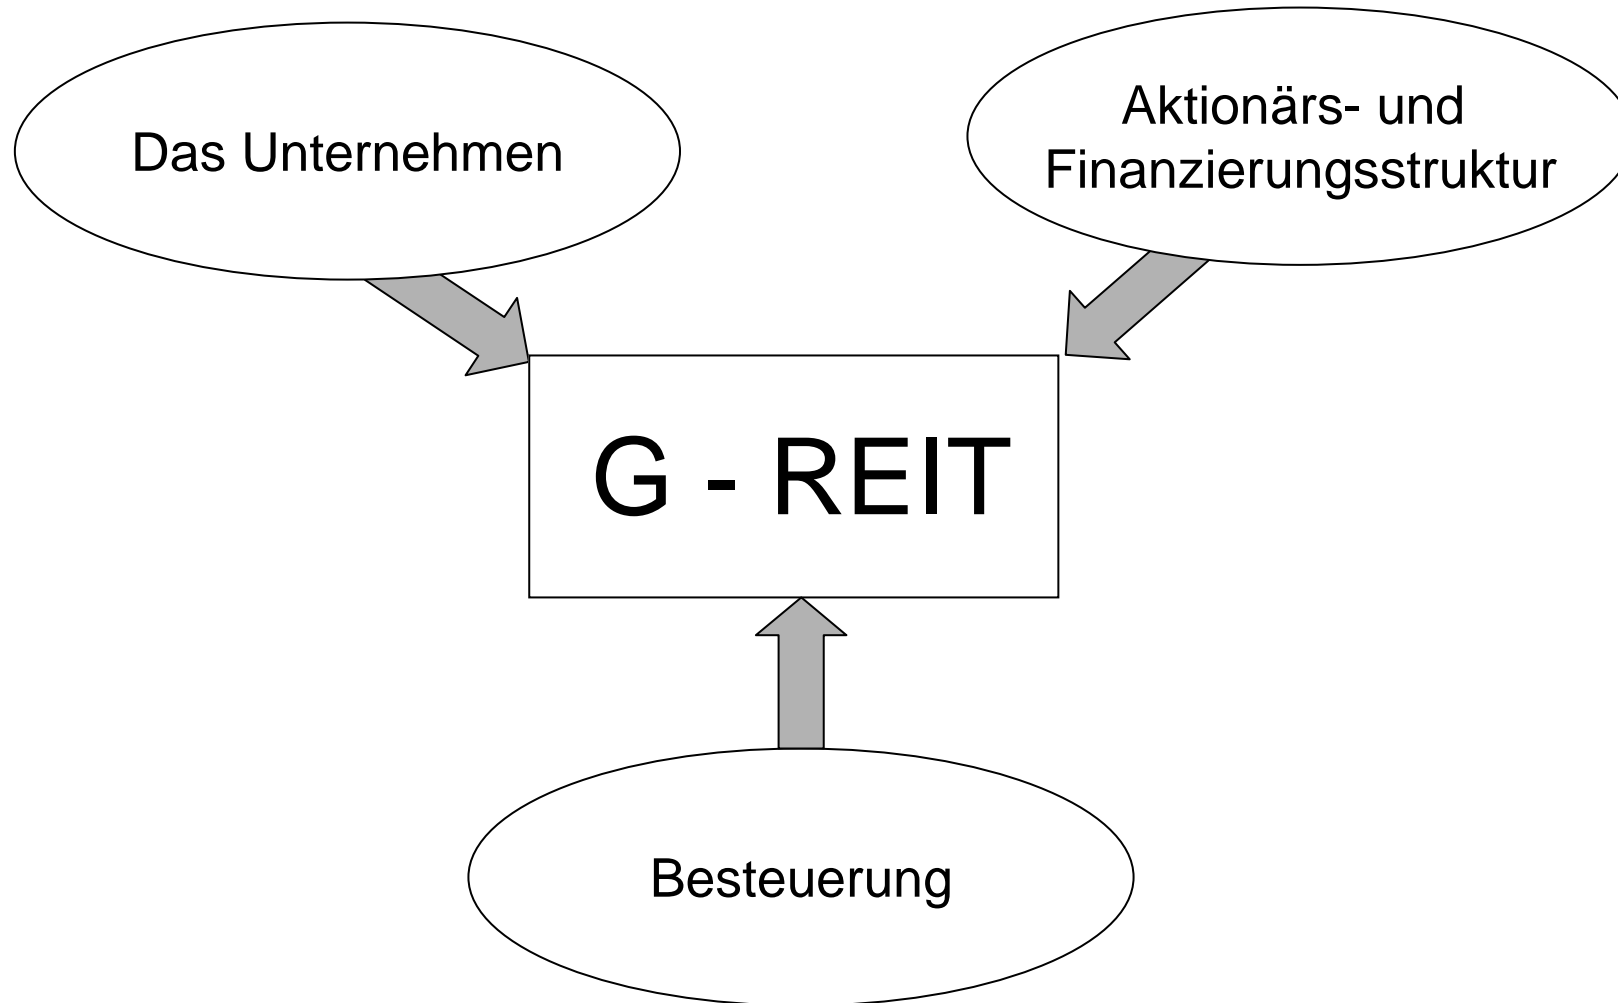 Das Unternehmen
Aktionärs- und
Finanzierungsstruktur
G - REIT
Besteuerung